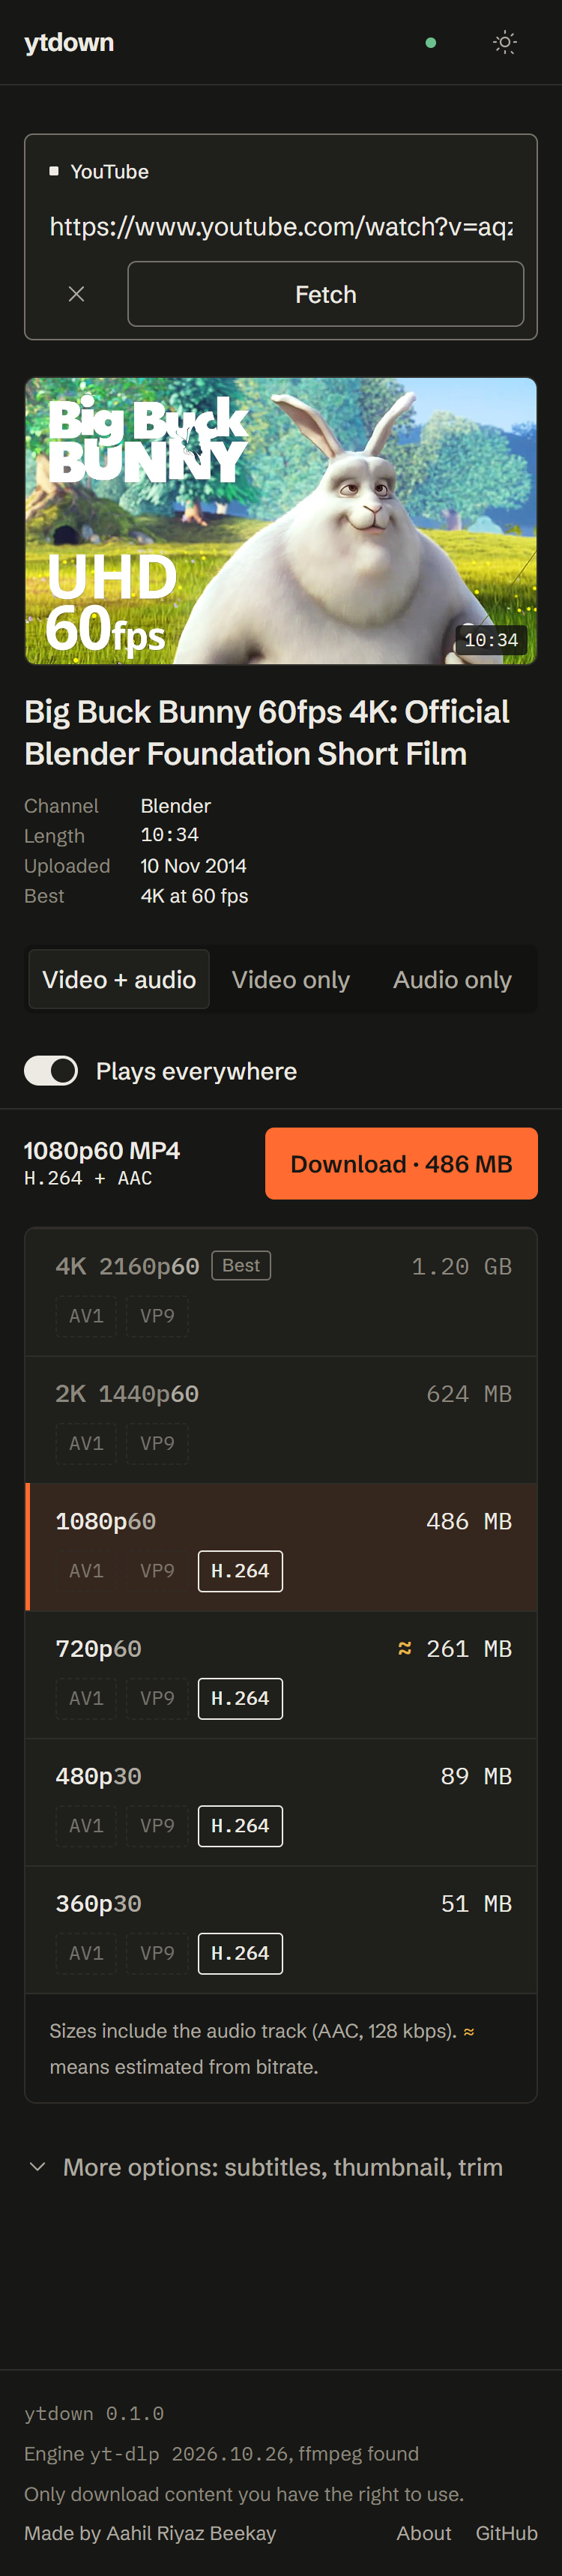 ytdown
YouTube
https://www.youtube.com/watch?v=aqz
Fetch
Big Buck
BUNNY
UHD
60fps
10:34
Big Buck Bunny 60fps 4K: Official
Blender Foundation Short Film
Channel Blender
Length 10:34
Uploaded 10 Nov 2014
Best 4K at 60 fps
Video + audio Video only Audio only
Plays everywhere
1080p60 MP4
H.264 + AAC
Download · 486 MB
4K 2160p60 Best 1.20 GB
AV1 VP9
2K 1440p60 624 MB
AV1 VP9
1080p60 486 MB
AV1 VP9 H.264
720p60 ≈ 261 MB
AV1 VP9 H.264
480p30 89 MB
AV1 VP9 H.264
360p30 51 MB
AV1 VP9 H.264
Sizes include the audio track (AAC, 128 kbps). ≈
means estimated from bitrate.
More options: subtitles, thumbnail, trim
ytdown 0.1.0
Engine yt-dlp 2026.10.26, ffmpeg found
Only download content you have the right to use.
Made by Aahil Riyaz Beekay About GitHub